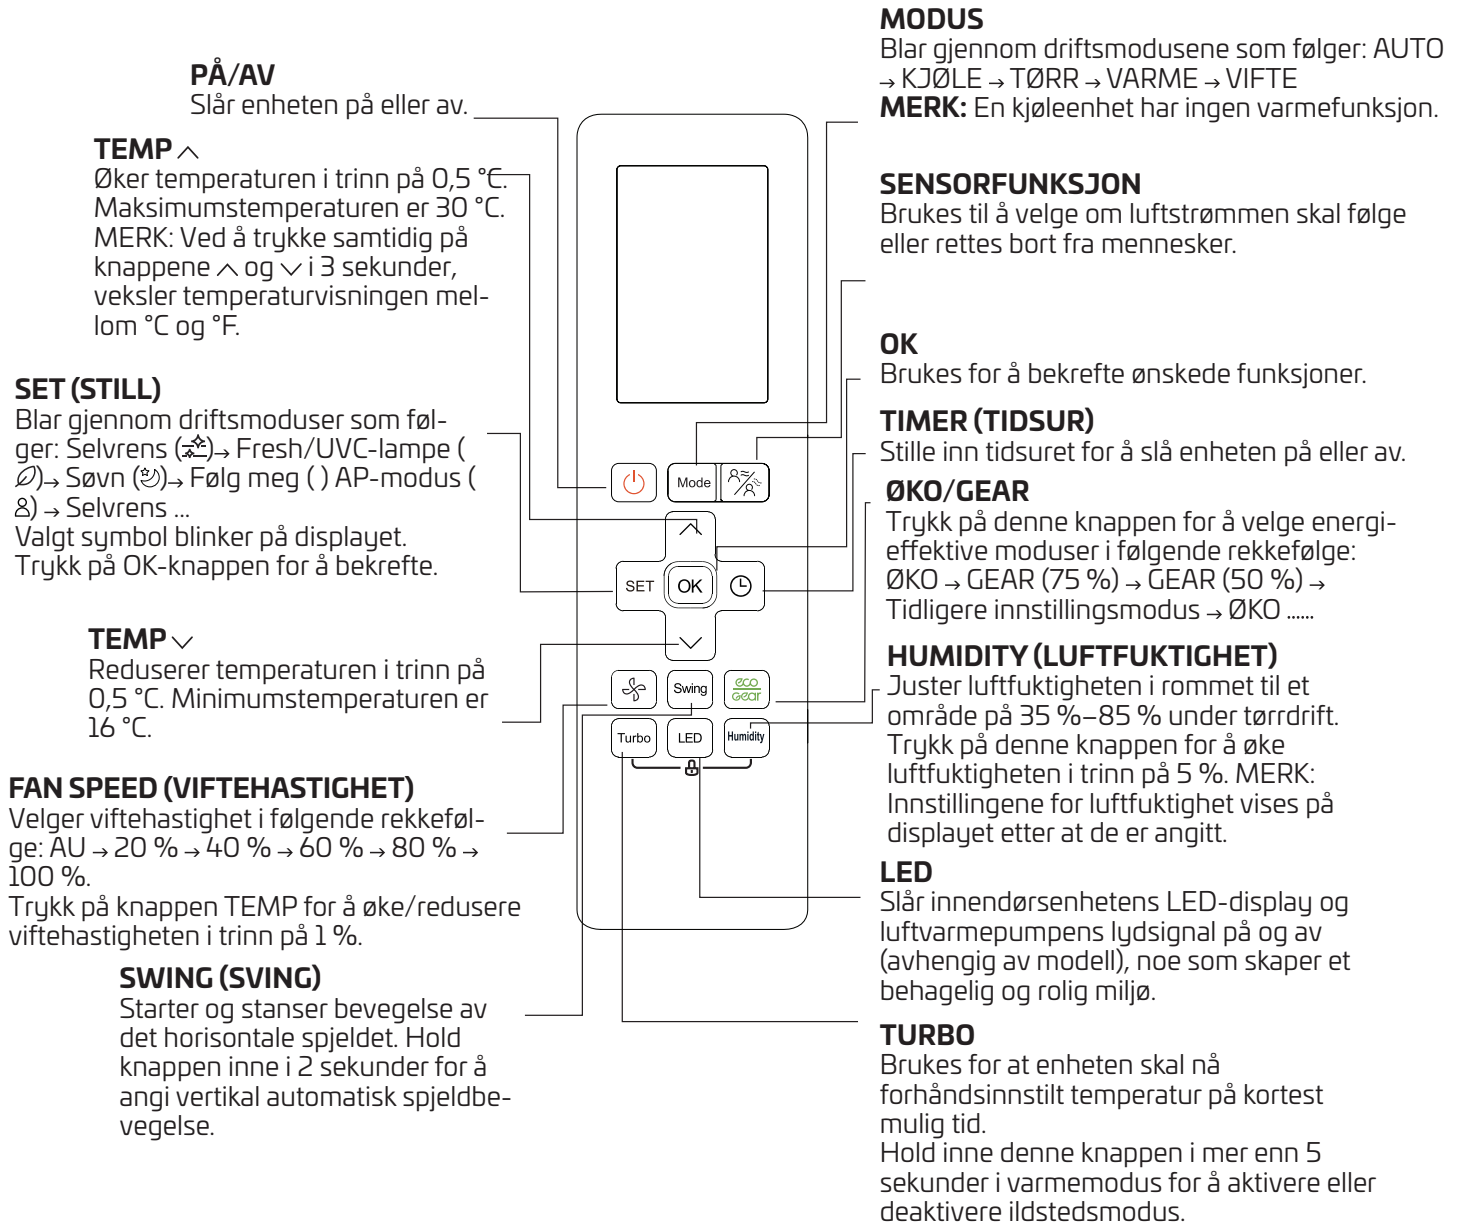 PÅ/AV
Slår enheten på eller av.
TEMP
Øker temperaturen i trinn på 0,5 °C.
Maksimumstemperaturen er 30 °C.
MERK: Ved å trykke samtidig på
knappene og i 3 sekunder,
veksler temperaturvisningen mel-
lom °C og °F.
SET (STILL)
Blar gjennom driftsmoduser som føl-
ger: Selvrens ( )→ Fresh/UVC-lampe (
)→ Søvn ( )→ Følg meg ( ) AP-modus (
) → Selvrens ...
Valgt symbol blinker på displayet.
Trykk på OK-knappen for å bekrefte.
TEMP
Reduserer temperaturen i trinn på
0,5 °C. Minimumstemperaturen er
16 °C.
FAN SPEED (VIFTEHASTIGHET)
Velger viftehastighet i følgende rekkeføl-
ge: AU → 20 % → 40 % → 60 % → 80 % →
100 %.
Trykk på knappen TEMP for å øke/redusere
viftehastigheten i trinn på 1 %.
SWING (SVING)
Starter og stanser bevegelse av
det horisontale spjeldet. Hold
knappen inne i 2 sekunder for å
angi vertikal automatisk spjeldbe-
vegelse.
Mode
SET
OK
Swing
eco
Gear
Turbo
LED
Humidity
MODUS
Blar gjennom driftsmodusene som følger: AUTO
→ KJØLE → TØRR → VARME → VIFTE
MERK: En kjøleenhet har ingen varmefunksjon.
SENSORFUNKSJON
Brukes til å velge om luftstrømmen skal følge
eller rettes bort fra mennesker.
OK
Brukes for å bekrefte ønskede funksjoner.
TIMER (TIDSUR)
Stille inn tidsuret for å slå enheten på eller av.
ØKO/GEAR
Trykk på denne knappen for å velge energi-
effektive moduser i følgende rekkefølge:
ØKO → GEAR (75 %) → GEAR (50 %) →
Tidligere innstillingsmodus → ØKO ......
HUMIDITY (LUFTFUKTIGHET)
Juster luftfuktigheten i rommet til et
område på 35 %–85 % under tørrdrift.
Trykk på denne knappen for å øke
luftfuktigheten i trinn på 5 %. MERK:
Innstillingene for luftfuktighet vises på
displayet etter at de er angitt.
LED
Slår innendørsenhetens LED-display og
luftvarmepumpens lydsignal på og av
(avhengig av modell), noe som skaper et
behagelig og rolig miljø.
TURBO
Brukes for at enheten skal nå
forhåndsinnstilt temperatur på kortest
mulig tid.
Hold inne denne knappen i mer enn 5
sekunder i varmemodus for å aktivere eller
deaktivere ildstedsmodus.